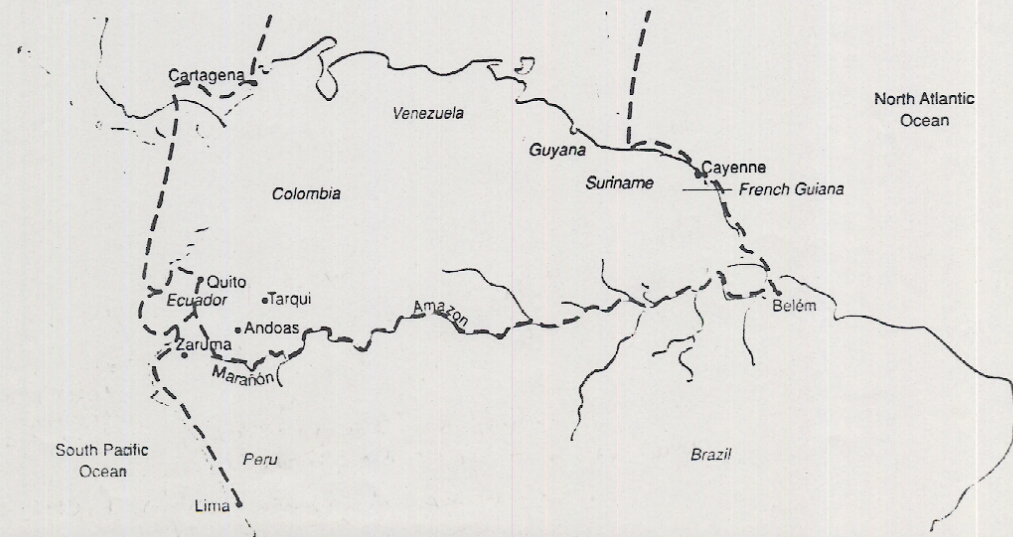 Cartagena
Venezuela
North Atlantic
Ocean
Guyana
Cayenne
Suriname
French Guiana
Colombia
Quito
Ecuador
Tarqui
Amazon
Belém
Andoas
Zaruma
Marañón
South Pacific
Ocean
Peru
Brazil
Lima